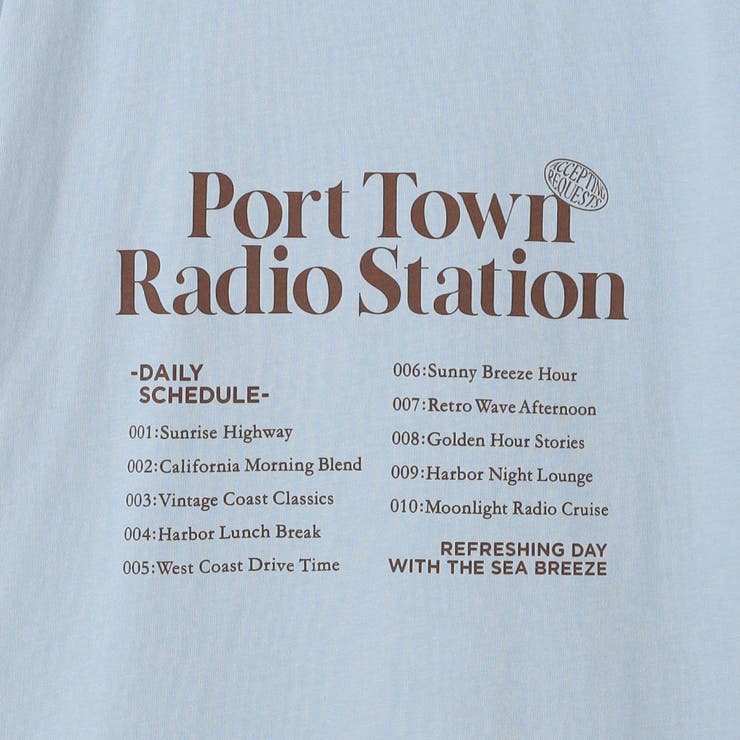 ACCEPTING
REQUESTS
Port Town
Radio Station
-DAILY
SCHEDULE-
001:Sunrise Highway
002:California Morning Blend
003:Vintage Coast Classics
004:Harbor Lunch Break
005:West Coast Drive Time
006:Sunny Breeze Hour
007:Retro Wave Afternoon
008:Golden Hour Stories
009:Harbor Night Lounge
010:Moonlight Radio Cruise
REFRESHING DAY
WITH THE SEA BREEZE